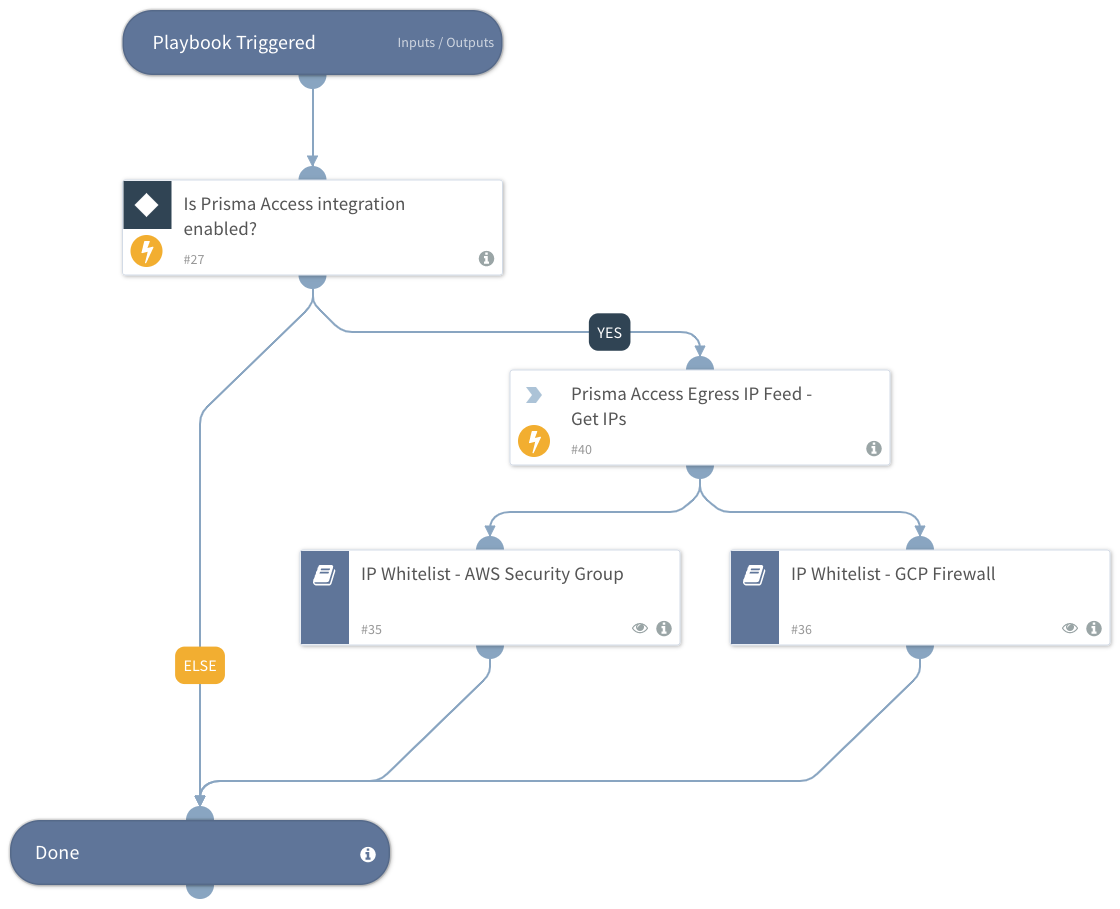 Playbook Triggered
Inputs / Outputs
Is Prisma Access integration
enabled?
#27
YES
Prisma Access Egress IP Feed -
Get IPs
#40
IP Whitelist - AWS Security Group
#35
IP Whitelist - GCP Firewall
#36
ELSE
Done